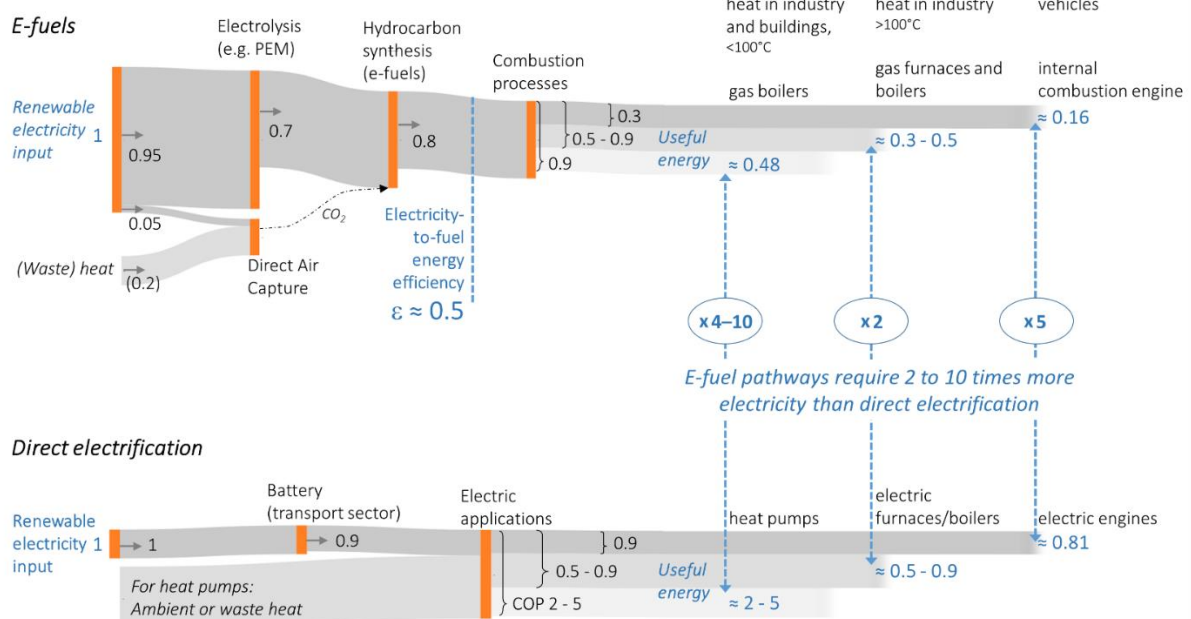 E-fuels
Electrolysis
(e.g. PEM)
Hydrocarbon
synthesis
(e-fuels)
Combustion
processes
heat in industry
and buildings,
<100°C
heat in industry
>100°C
vehicles
gas boilers
gas furnaces and
boilers
internal
combustion engine
Renewable
electricity 1
input
0.95
0.7
0.8
0.3
0.5 - 0.9
0.9
Useful
energy
≈ 0.48
≈ 0.3 - 0.5
≈ 0.16
0.05
CO2
(Waste) heat
(0.2)
Direct Air
Capture
Electricity-
to-fuel
energy
efficiency
ε ≈ 0.5
x 4–10
x 2
x 5
E-fuel pathways require 2 to 10 times more
electricity than direct electrification
Direct electrification
Battery
(transport sector)
Electric
applications
heat pumps
electric
furnaces/boilers
electric engines
Renewable
electricity 1
input
1
0.9
0.9
0.5 - 0.9
COP 2 - 5
Useful
energy
≈ 2 - 5
≈ 0.5 - 0.9
≈ 0.81
For heat pumps:
Ambient or waste heat